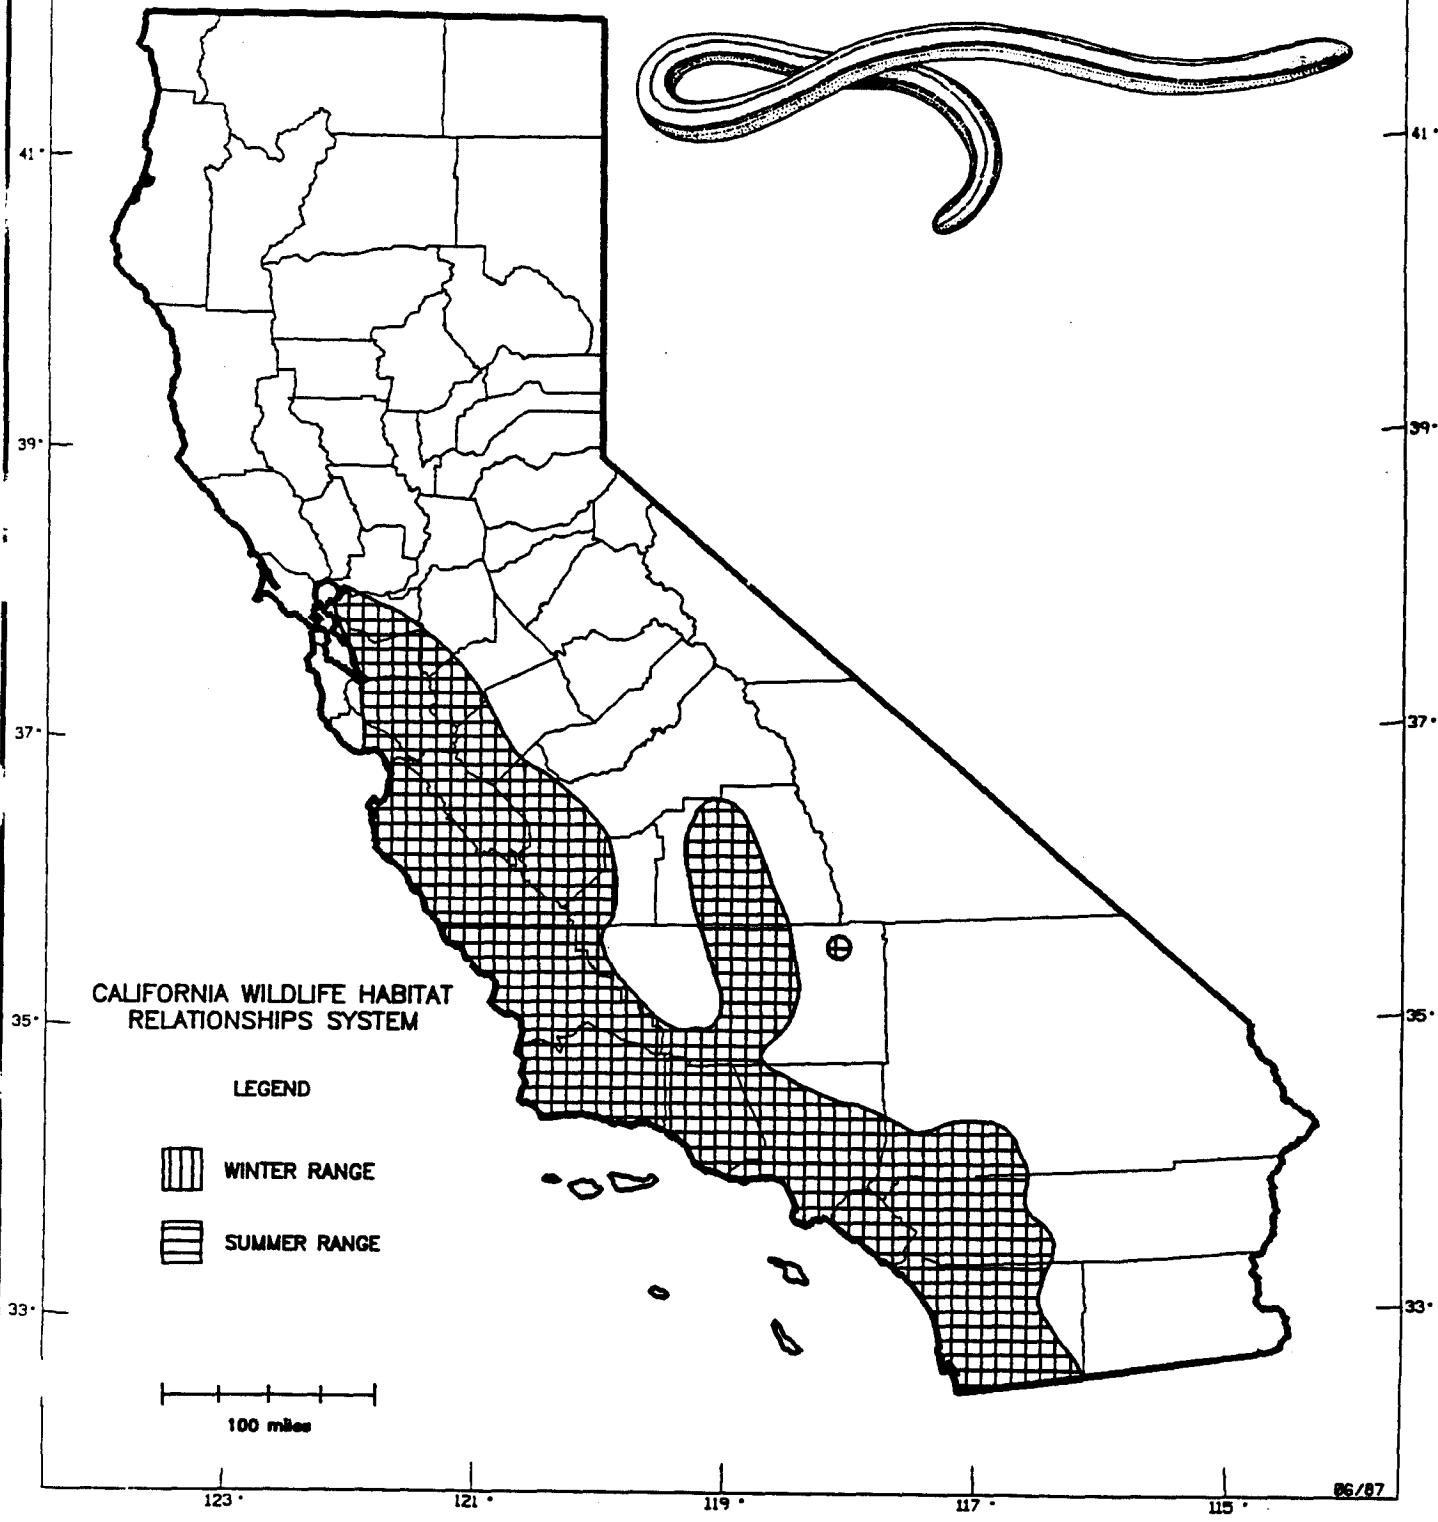 41°
41°
39°
39°
37°
37°
CALIFORNIA WILDLIFE HABITAT
RELATIONSHIPS SYSTEM
35°
35°
LEGEND
WINTER RANGE
SUMMER RANGE
33°
33°
100 miles
06/87
123°
121°
119°
117°
115°